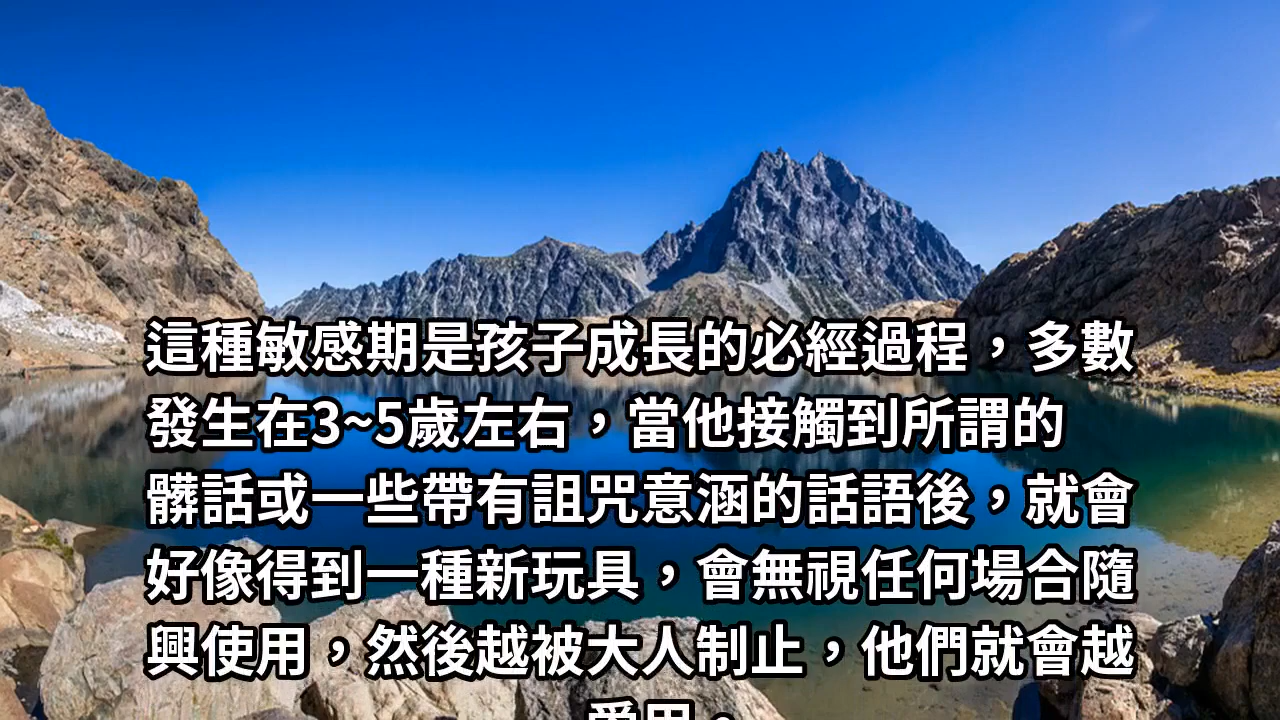 這種敏感期是孩子成長的必經過程，多數
發生在3~5歲左右，當他接觸到所謂的
髒話或一些帶有詛咒意涵的話語後，就會
好像得到一種新玩具，會無視任何場合隨
興使用，然後越被大人制止，他們就會越
愛用。